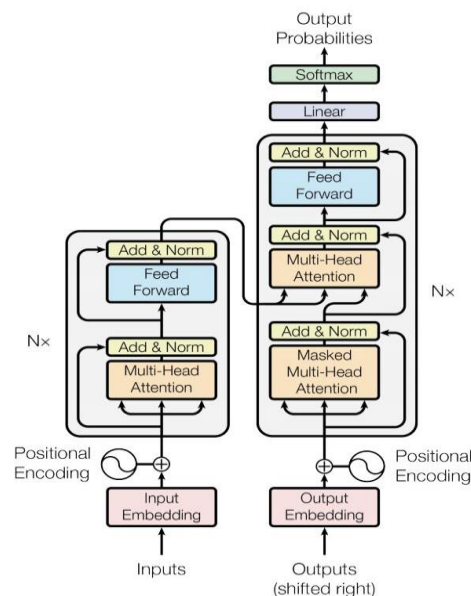 Output
Probabilities
Softmax
Linear
Add & Norm
Feed
Forward
Add & Norm
Multi-Head
Attention
Add & Norm
Masked
Multi-Head
Attention
Nx
Add & Norm
Feed
Forward
Nx
Add & Norm
Multi-Head
Attention
Positional
Encoding
Positional
Encoding
Input
Embedding
Output
Embedding
Inputs
Outputs
(shifted right)